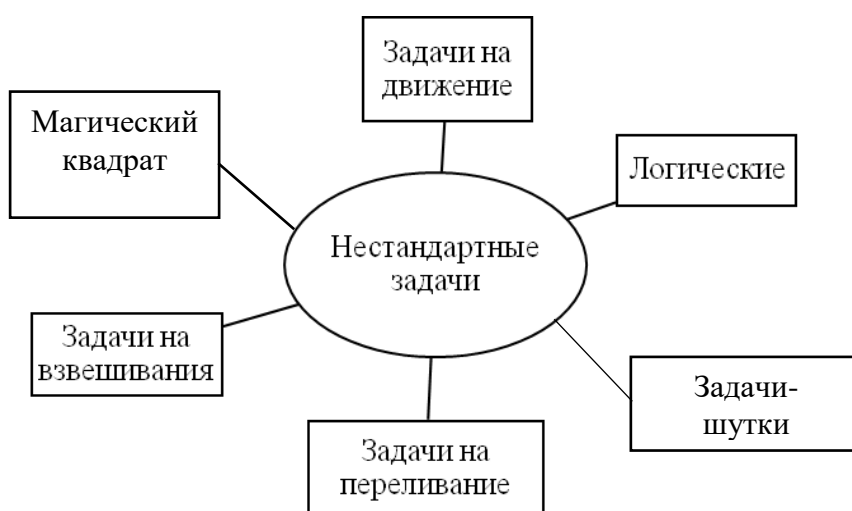 Задачи на
движение
Магический
квадрат
Логические
Нестандартные
задачи
Задачи на
взвешивания
Задачи-
шутки
Задачи на
переливание